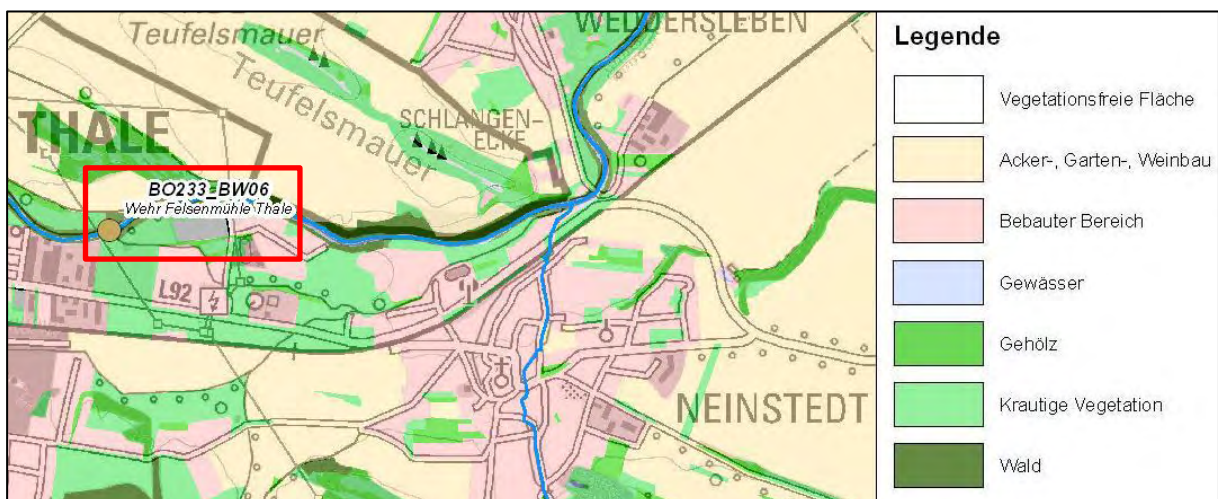 WEDDERSLEBEN
Teufelsmauer
Teufelsmauer
SCHLANGEN-
ECKE
THALE
BO233_BW06
Wehr Felsenmühle Thale
L92
NEINSTEDT
Legende
Vegetationsfreie Fläche
Acker-, Garten-, Weinbau
Bebauter Bereich
Gewässer
Gehölz
Krautige Vegetation
Wald